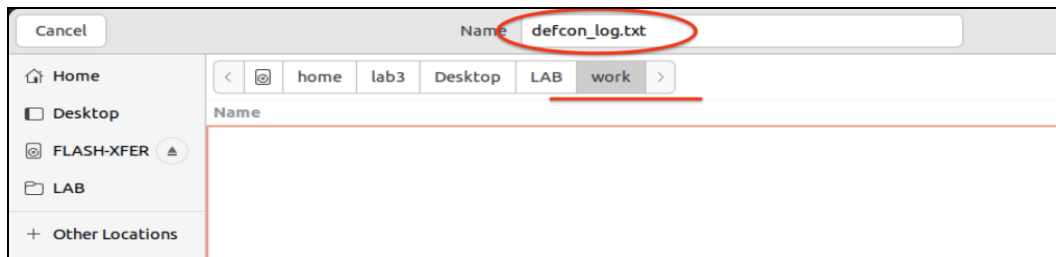 Cancel Name defcon_log.txt
Home
< home lab3 Desktop LAB work >
Desktop
Name
FLASH-XFER
LAB
+ Other Locations